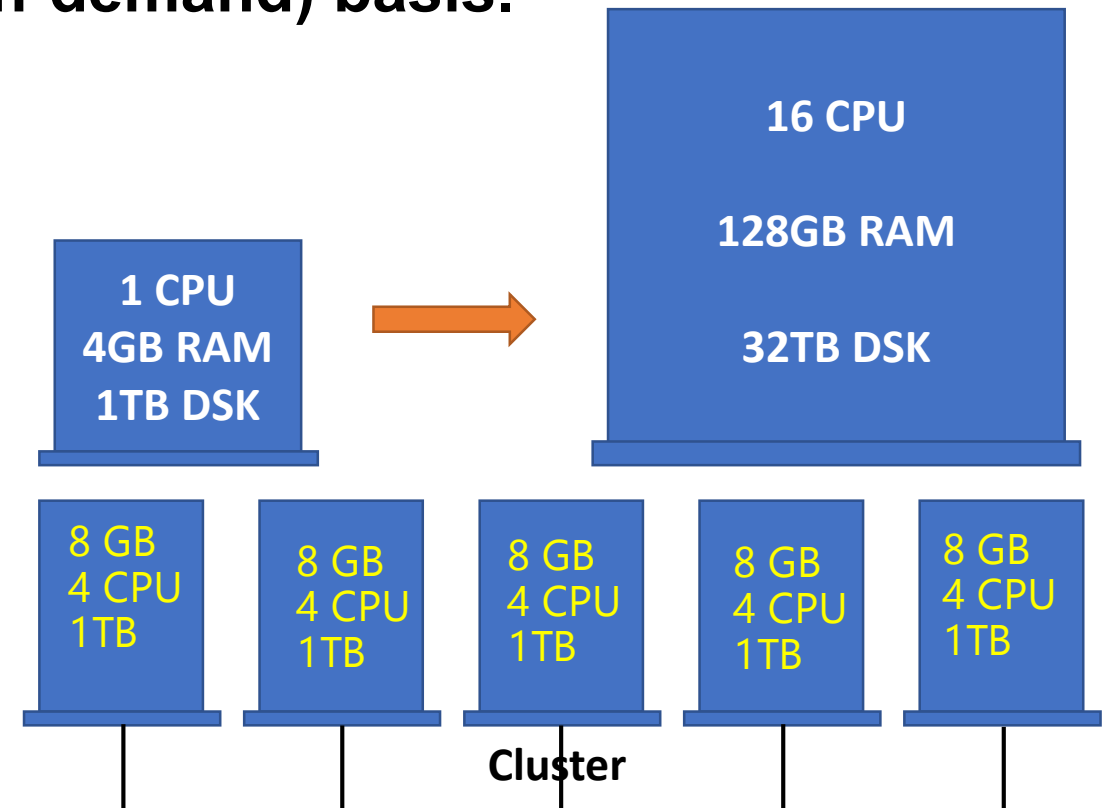 demand) basis.
1 CPU
4GB RAM
1TB DSK
16 CPU
128GB RAM
32TB DSK
8 GB
4 CPU
1TB
8 GB
4 CPU
1TB
8 GB
4 CPU
1TB
8 GB
4 CPU
1TB
8 GB
4 CPU
1TB
Cluster